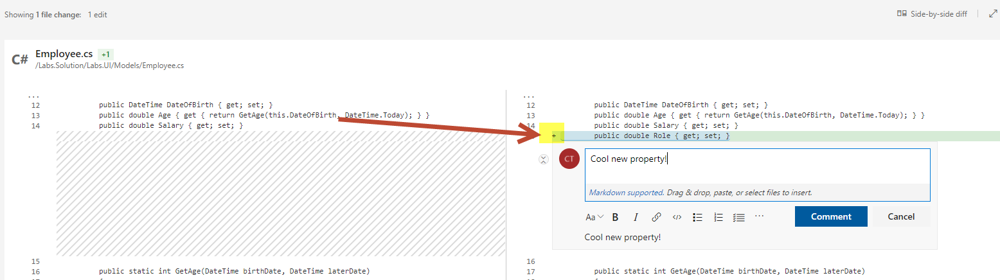 Showing 1 file change: 1 edit
Side-by-side diff
C#
Employee.cs +1
/Labs.Solution/Labs.UI/Models/Employee.cs
...
12 public DateTime DateOfBirth { get; set; }
13 public double Age { get { return GetAge(this.DateOfBirth, DateTime.Today); } }
14 public double Salary { get; set; }
15
16 public static int GetAge(DateTime birthDate, DateTime laterDate)
{
...
12 public DateTime DateOfBirth { get; set; }
13 public double Age { get { return GetAge(this.DateOfBirth, DateTime.Today); } }
14 public double Salary { get; set; }
+ public double Role { get; set; }
CT
Cool new property!
Markdown supported. Drag & drop, paste, or select files to insert.
Aa B I </> ...
Comment
Cancel
Cool new property!
16
17 public static int GetAge(DateTime birthDate, DateTime laterDate)
{